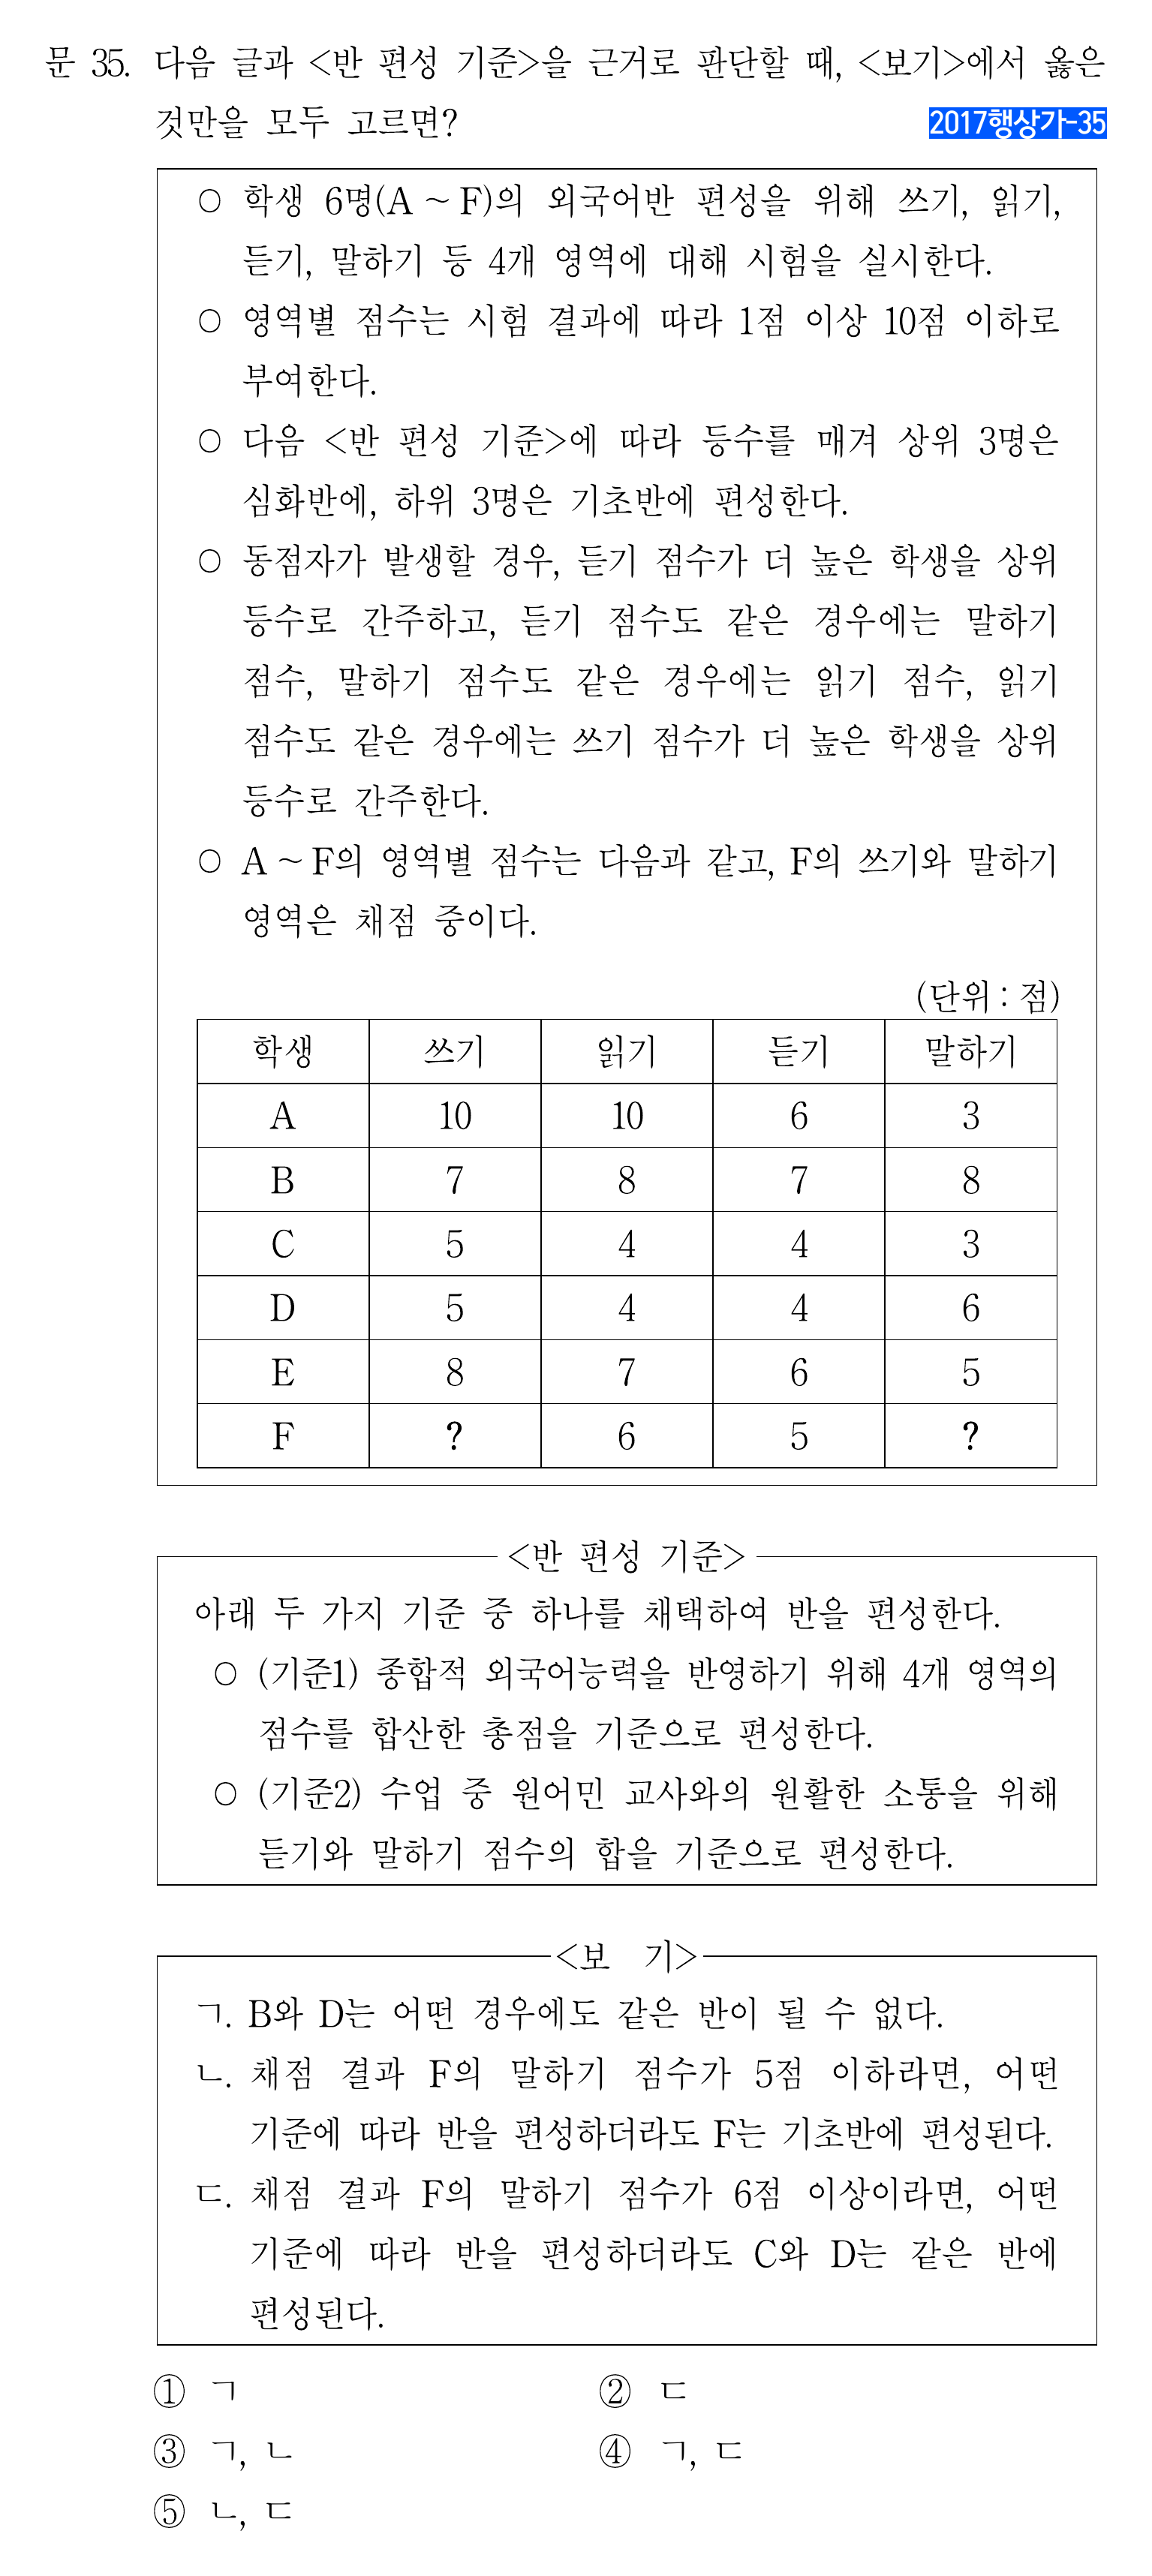 문 35. 다음 글과 <반 편성 기준>을 근거로 판단할 때, <보기>에서 옳은
것만을 모두 고르면?
2017행상가-35
○ 학생 6명(A ~ F)의 외국어반 편성을 위해 쓰기, 읽기,
듣기, 말하기 등 4개 영역에 대해 시험을 실시한다.
○ 영역별 점수는 시험 결과에 따라 1점 이상 10점 이하로
부여한다.
○ 다음 <반 편성 기준>에 따라 등수를 매겨 상위 3명은
심화반에, 하위 3명은 기초반에 편성한다.
○ 동점자가 발생할 경우, 듣기 점수가 더 높은 학생을 상위
등수로 간주하고, 듣기 점수도 같은 경우에는 말하기
점수, 말하기 점수도 같은 경우에는 읽기 점수, 읽기
점수도 같은 경우에는 쓰기 점수가 더 높은 학생을 상위
등수로 간주한다.
○ A ~ F의 영역별 점수는 다음과 같고, F의 쓰기와 말하기
영역은 채점 중이다.
(단위 : 점)
학생 쓰기 읽기 듣기 말하기
A 10 10 6 3
B 7 8 7 8
C 5 4 4 3
D 5 4 4 6
E 8 7 6 5
F ? 6 5 ?
<반 편성 기준>
아래 두 가지 기준 중 하나를 채택하여 반을 편성한다.
○ (기준1) 종합적 외국어능력을 반영하기 위해 4개 영역의
점수를 합산한 총점을 기준으로 편성한다.
○ (기준2) 수업 중 원어민 교사와의 원활한 소통을 위해
듣기와 말하기 점수의 합을 기준으로 편성한다.
<보 기>
ㄱ. B와 D는 어떤 경우에도 같은 반이 될 수 없다.
ㄴ. 채점 결과 F의 말하기 점수가 5점 이하라면, 어떤
기준에 따라 반을 편성하더라도 F는 기초반에 편성된다.
ㄷ. 채점 결과 F의 말하기 점수가 6점 이상이라면, 어떤
기준에 따라 반을 편성하더라도 C와 D는 같은 반에
편성된다.
① ㄱ ② ㄷ
③ ㄱ, ㄴ ④ ㄱ, ㄷ
⑤ ㄴ, ㄷ